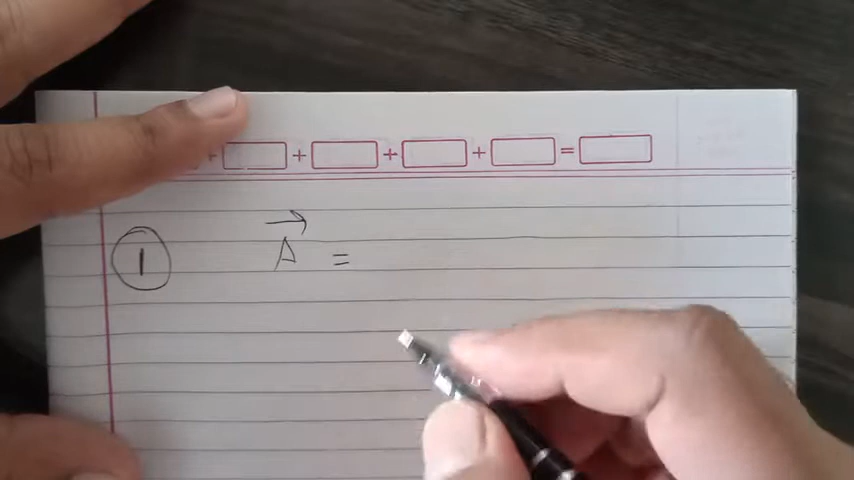 + + + + =
① A⃗ =